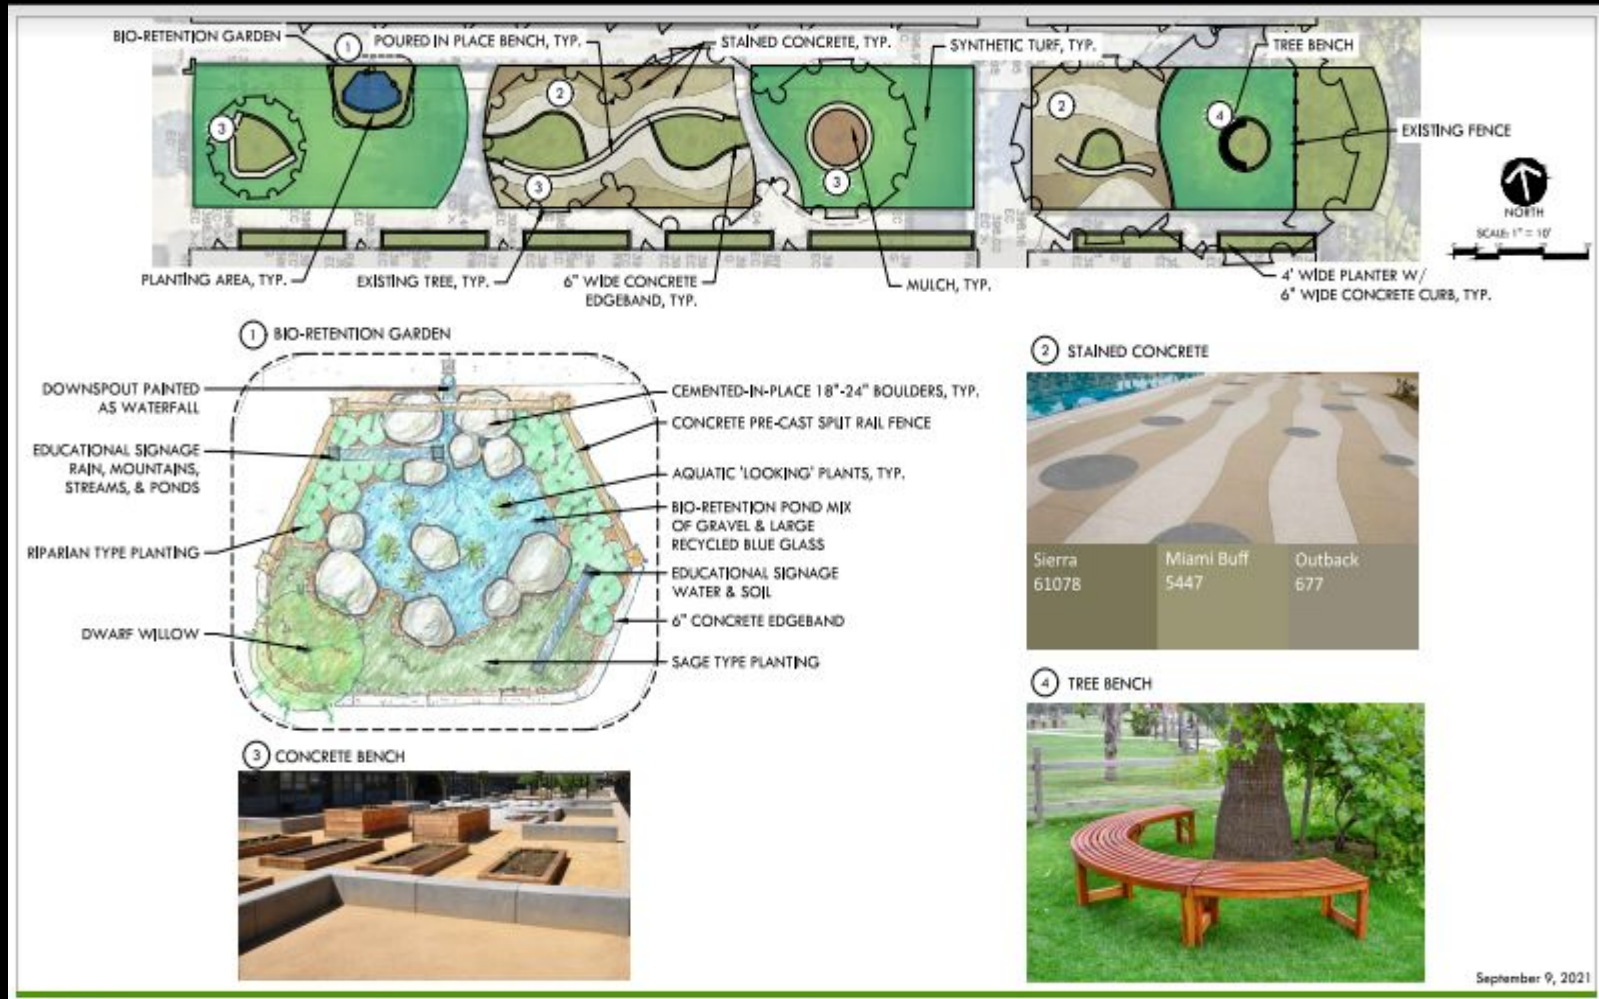 BIO-RETENTION GARDEN
1
POURED IN PLACE BENCH, TYP.
STAINED CONCRETE, TYP.
SYNTHETIC TURF, TYP.
TREE BENCH
2
2
3
4
EXISTING FENCE
3
3
NORTH
SCALE: 1" = 10'
PLANTING AREA, TYP.
EXISTING TREE, TYP.
6" WIDE CONCRETE
EDGEBAND, TYP.
MULCH, TYP.
4' WIDE PLANTER W/
6" WIDE CONCRETE CURB, TYP.
1 BIO-RETENTION GARDEN
DOWNSPOUT PAINTED
AS WATERFALL
EDUCATIONAL SIGNAGE
RAIN, MOUNTAINS,
STREAMS, & PONDS
RIPARIAN TYPE PLANTING
DWARF WILLOW
CEMENTED-IN-PLACE 18"-24" BOULDERS, TYP.
CONCRETE PRE-CAST SPLIT RAIL FENCE
AQUATIC 'LOOKING' PLANTS, TYP.
BIO-RETENTION POND MIX
OF GRAVEL & LARGE
RECYCLED BLUE GLASS
EDUCATIONAL SIGNAGE
WATER & SOIL
6" CONCRETE EDGEBAND
SAGE TYPE PLANTING
2 STAINED CONCRETE
Sierra
61078
Miami Buff
5447
Outback
677
3 CONCRETE BENCH
4 TREE BENCH
September 9, 2021